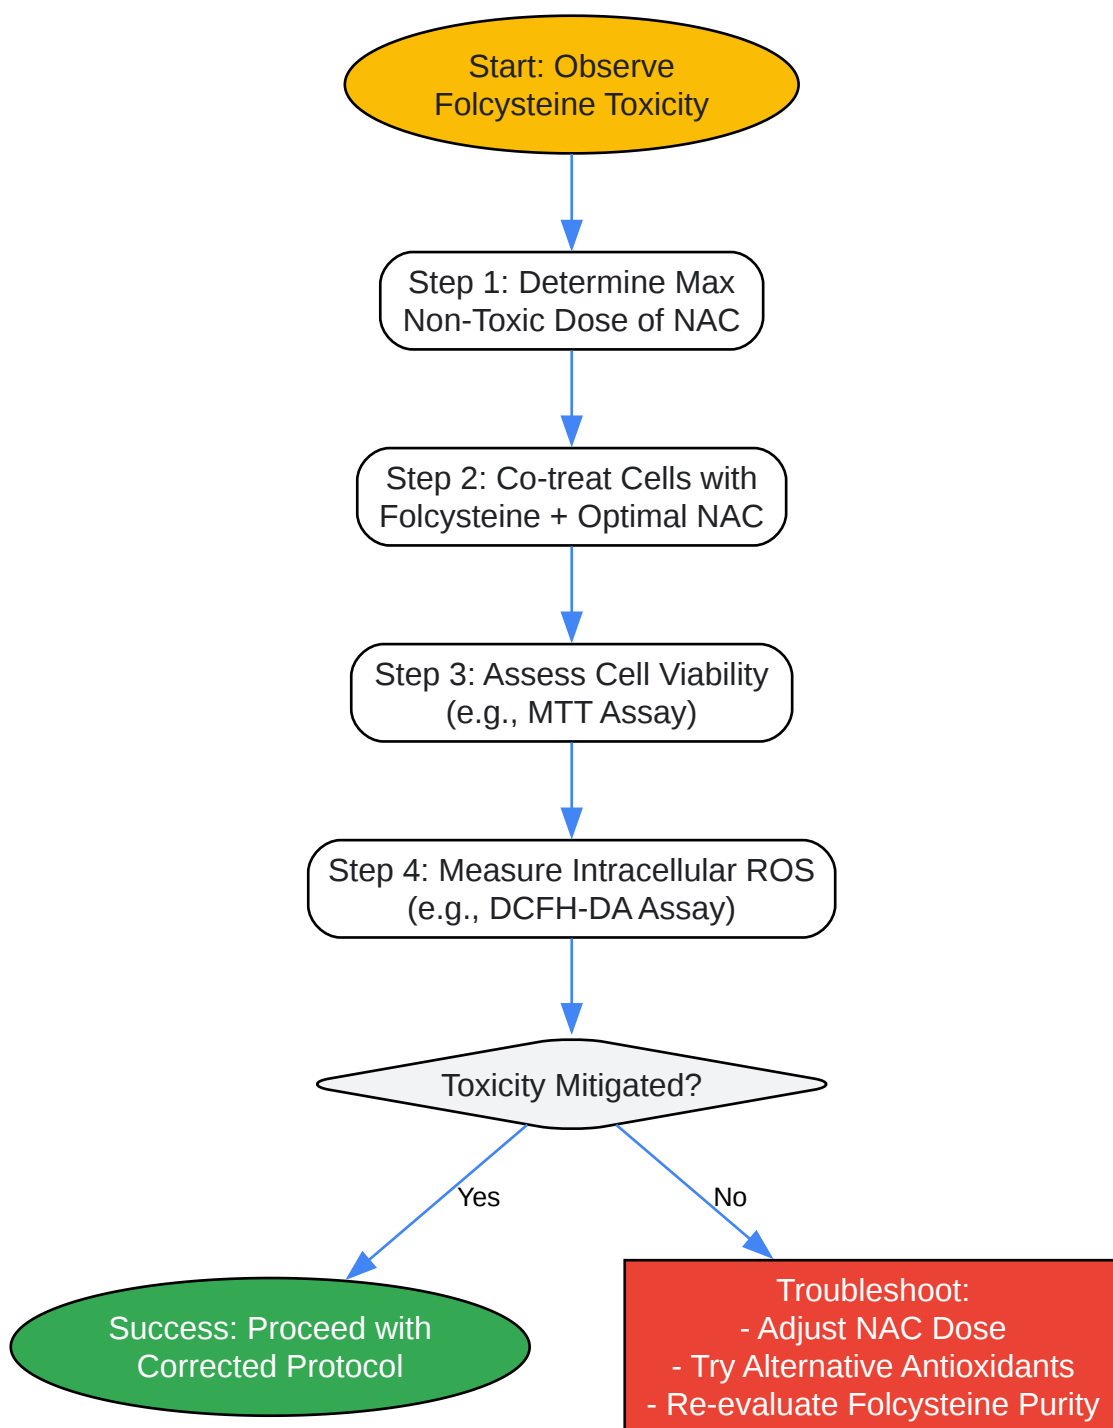 Start: Observe
Folcysteine Toxicity
Step 1: Determine Max
Non-Toxic Dose of NAC
Step 2: Co-treat Cells with
Folcysteine + Optimal NAC
Step 3: Assess Cell Viability
(e.g., MTT Assay)
Step 4: Measure Intracellular ROS
(e.g., DCFH-DA Assay)
Toxicity Mitigated?
Yes
No
Success: Proceed with
Corrected Protocol
Troubleshoot:
- Adjust NAC Dose
- Try Alternative Antioxidants
- Re-evaluate Folcysteine Purity